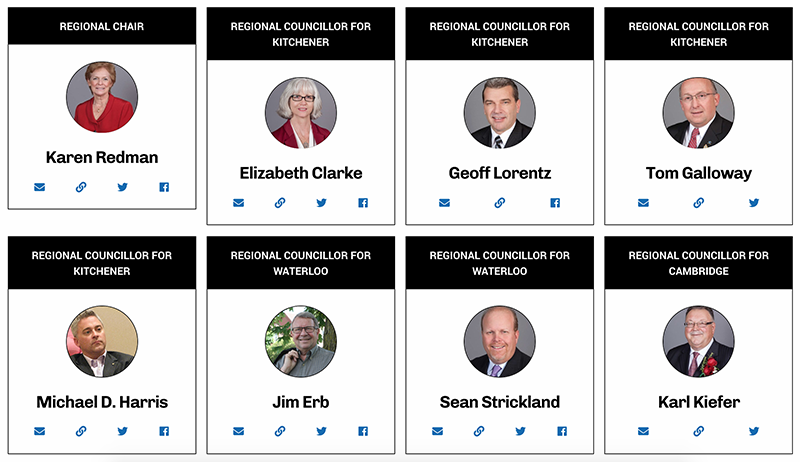 REGIONAL CHAIR
Karen Redman
REGIONAL COUNCILLOR FOR
KITCHENER
Elizabeth Clarke
REGIONAL COUNCILLOR FOR
KITCHENER
Geoff Lorentz
REGIONAL COUNCILLOR FOR
KITCHENER
Tom Galloway
REGIONAL COUNCILLOR FOR
KITCHENER
Michael D. Harris
REGIONAL COUNCILLOR FOR
WATERLOO
Jim Erb
REGIONAL COUNCILLOR FOR
WATERLOO
Sean Strickland
REGIONAL COUNCILLOR FOR
CAMBRIDGE
Karl Kiefer